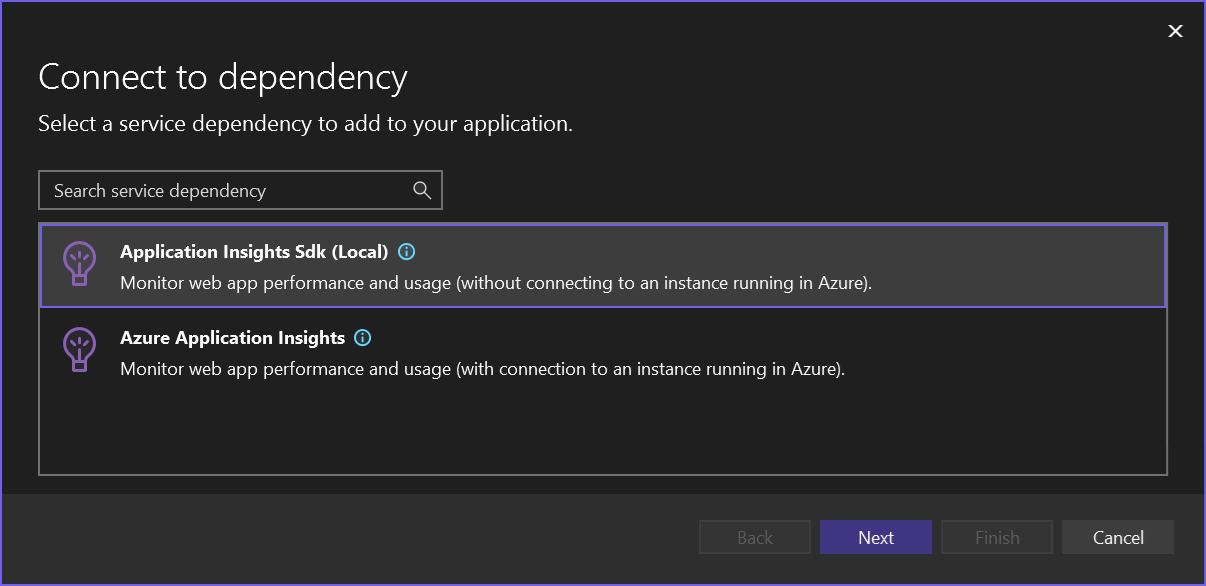 Connect to dependency
Select a service dependency to add to your application.
Search service dependency
Application Insights Sdk (Local)
Monitor web app performance and usage (without connecting to an instance running in Azure).
Azure Application Insights
Monitor web app performance and usage (with connection to an instance running in Azure).
Back Next Finish Cancel